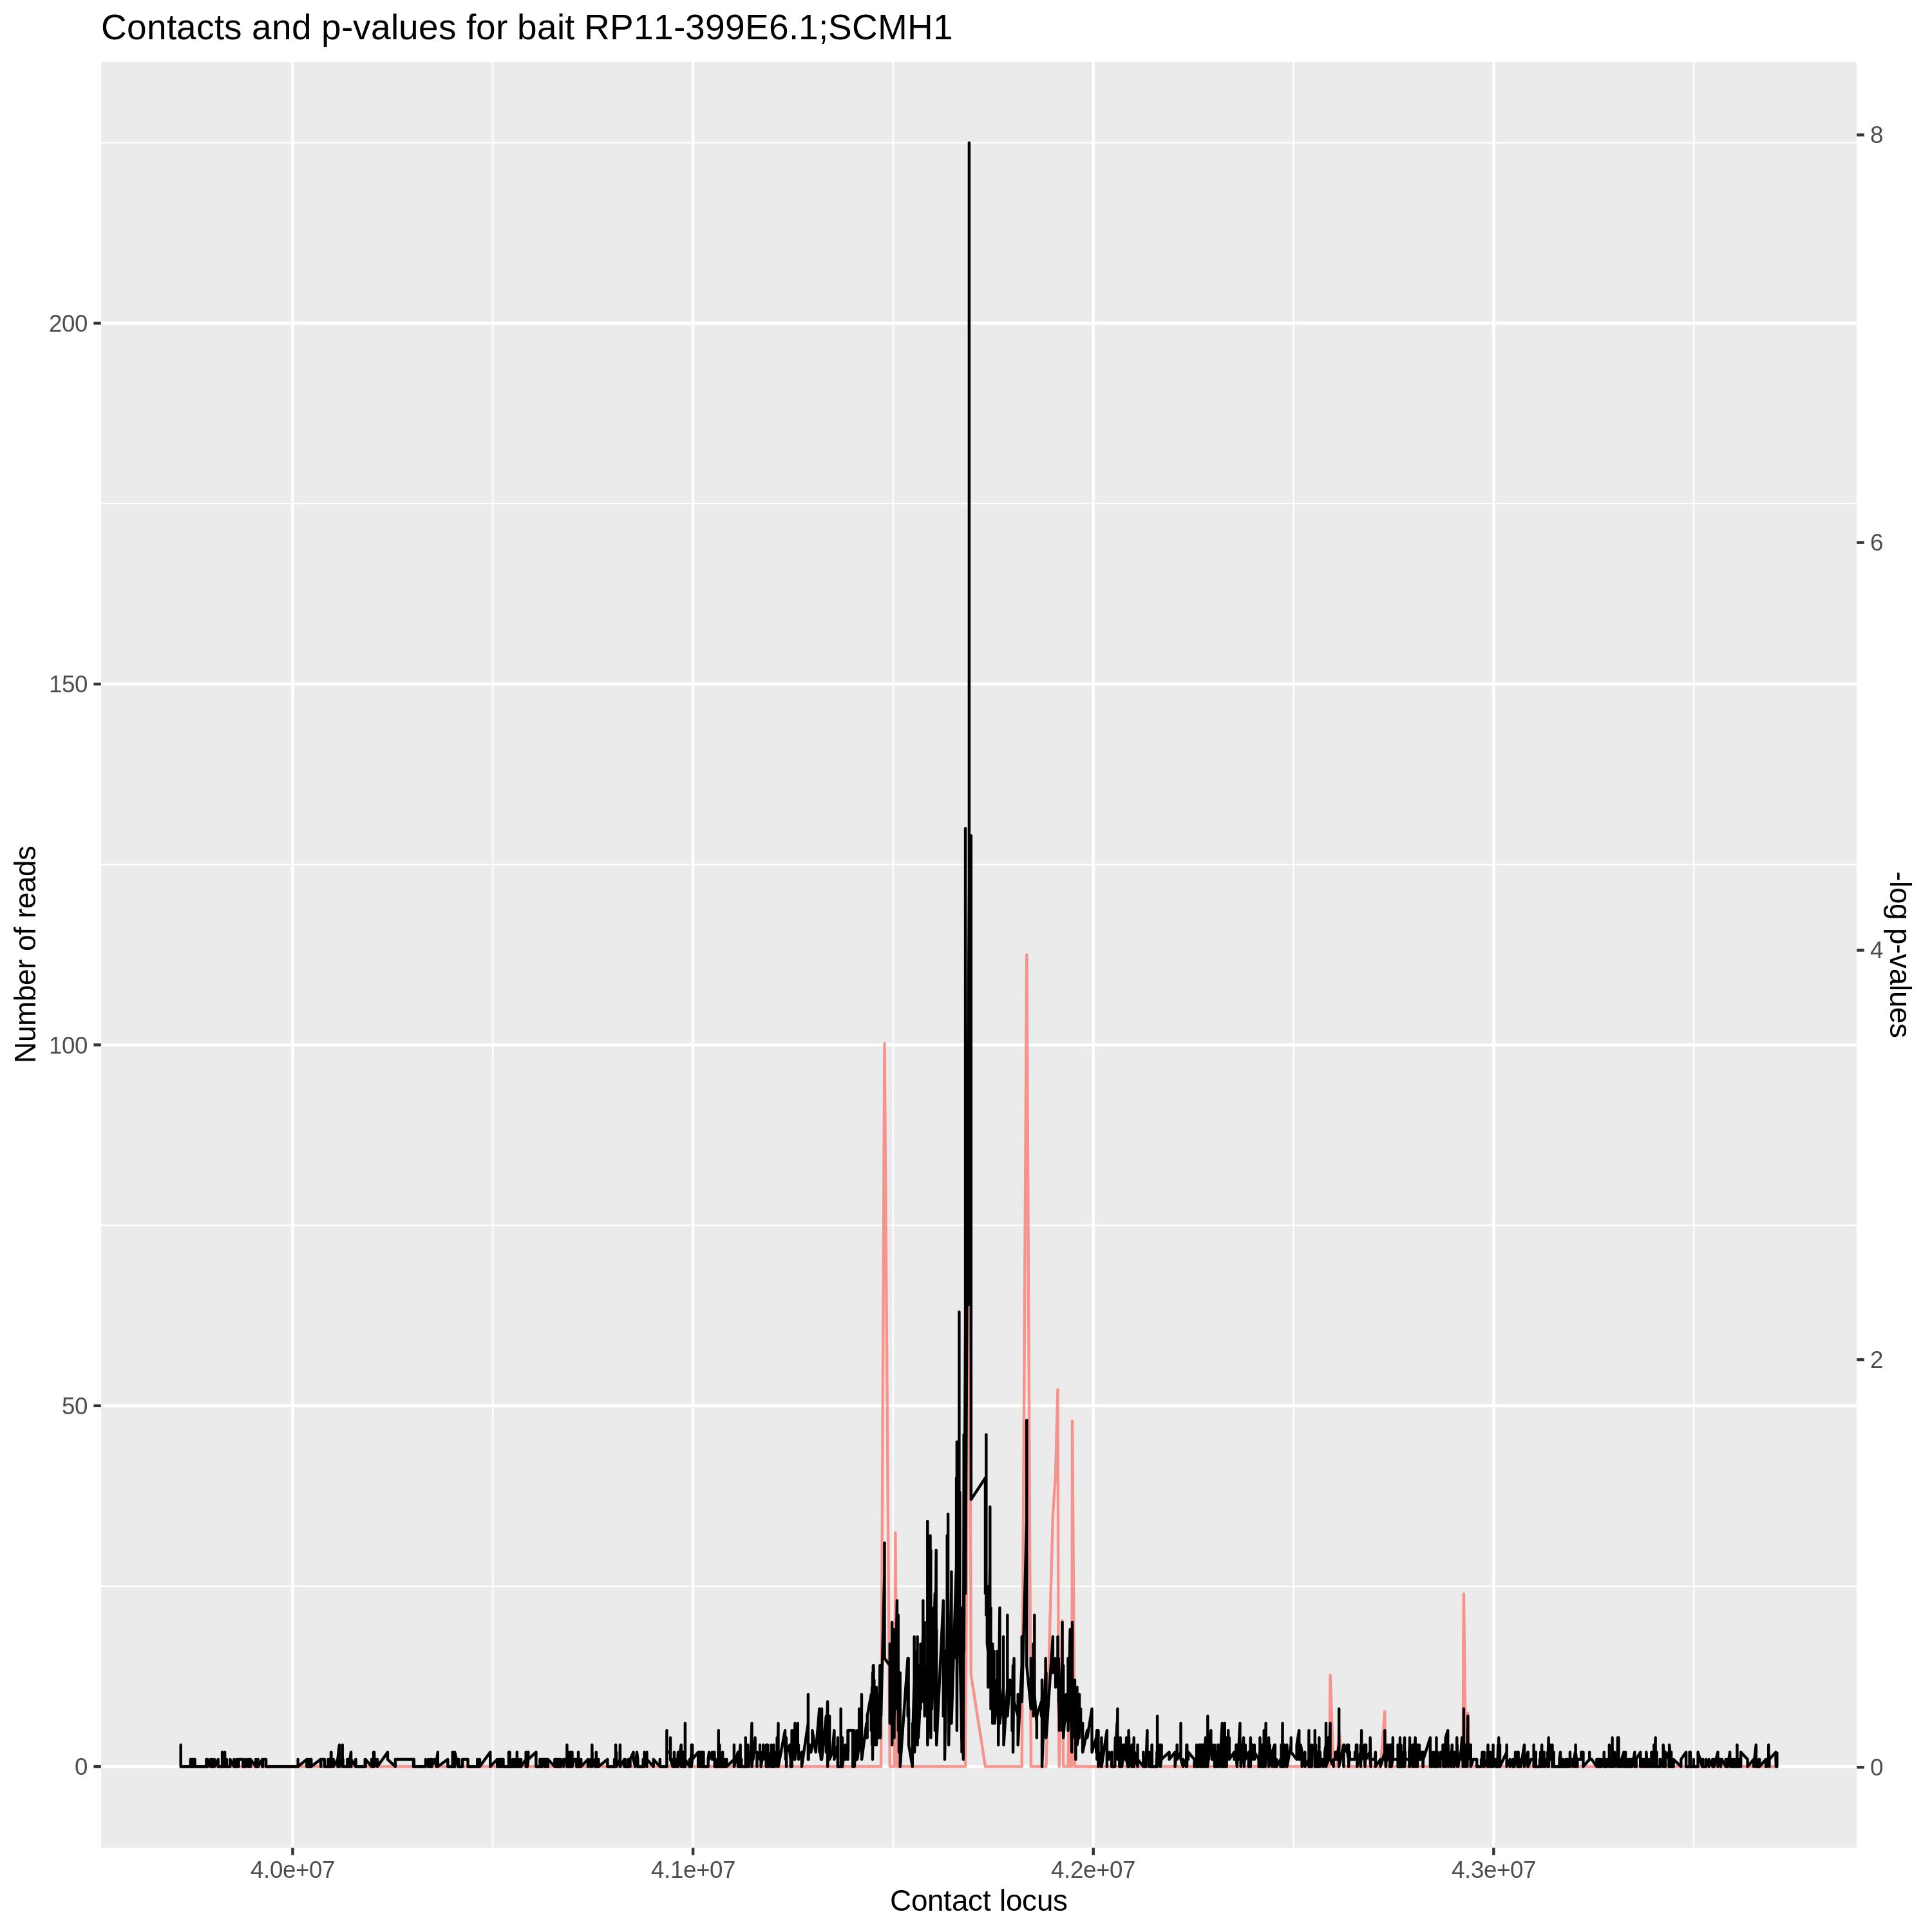 Contacts and p-values for bait RP11-399E6.1;SCMH1
Number of reads
200
150
100
50
0
8
6
4
2
0
-log p-values
4.0e+07
4.1e+07
4.2e+07
4.3e+07
Contact locus